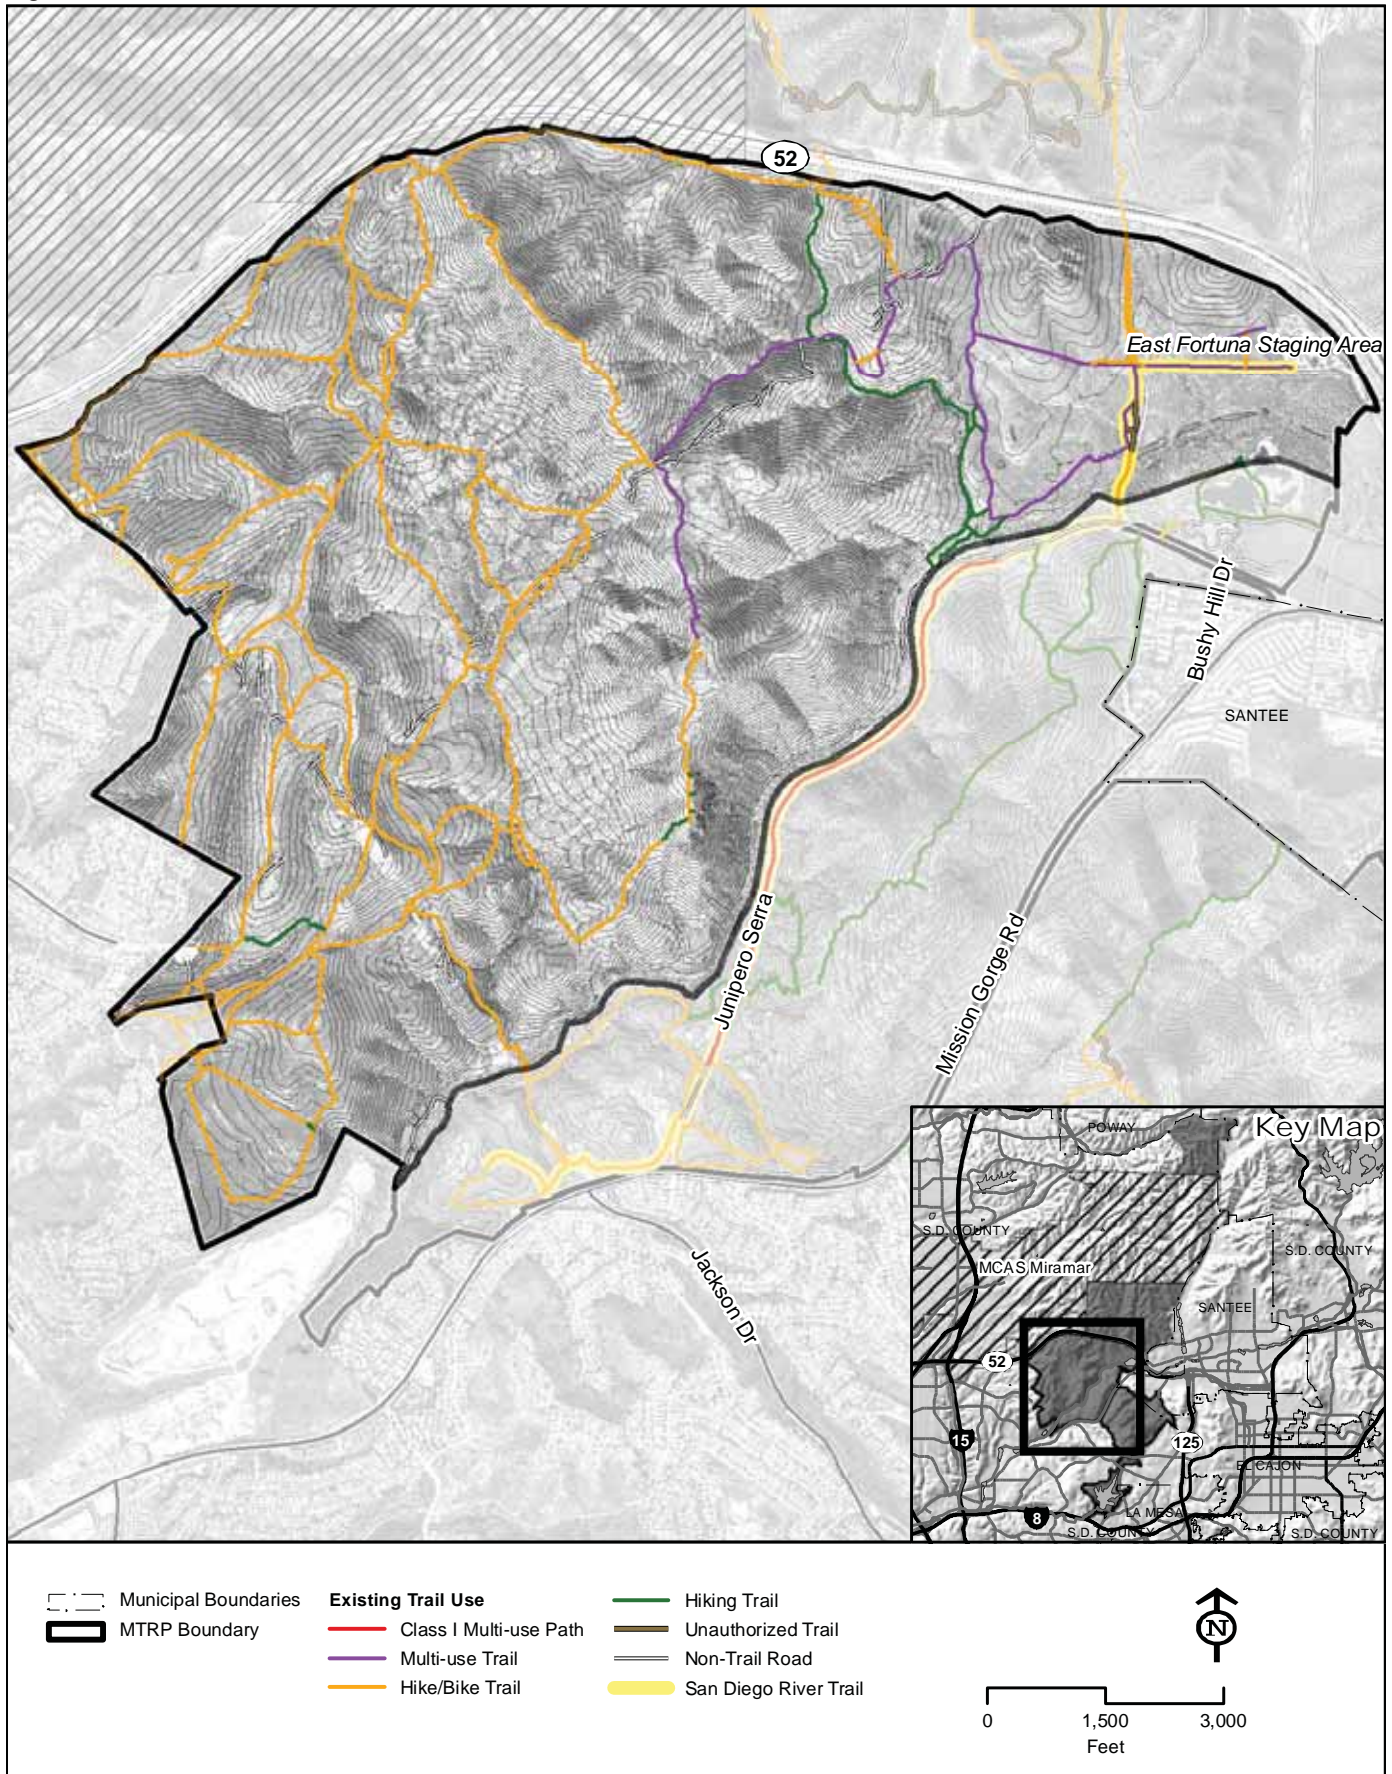 52
East Fortuna Staging Area
Bushy Hill Dr
SANTEE
Junipero Serra
Mission Gorge Rd
Jackson Dr
Key Map
POWAY
S.D. COUNTY
S.D. COUNTY
MCAS Miramar
SANTEE
52
15
125
EL CAJON
8
LA MESA
S.D. COUNTY
S.D. COUNTY
Municipal Boundaries
MTRP Boundary
Existing Trail Use
Class I Multi-use Path
Multi-use Trail
Hike/Bike Trail
Hiking Trail
Unauthorized Trail
Non-Trail Road
San Diego River Trail
N
0 1,500 3,000
Feet